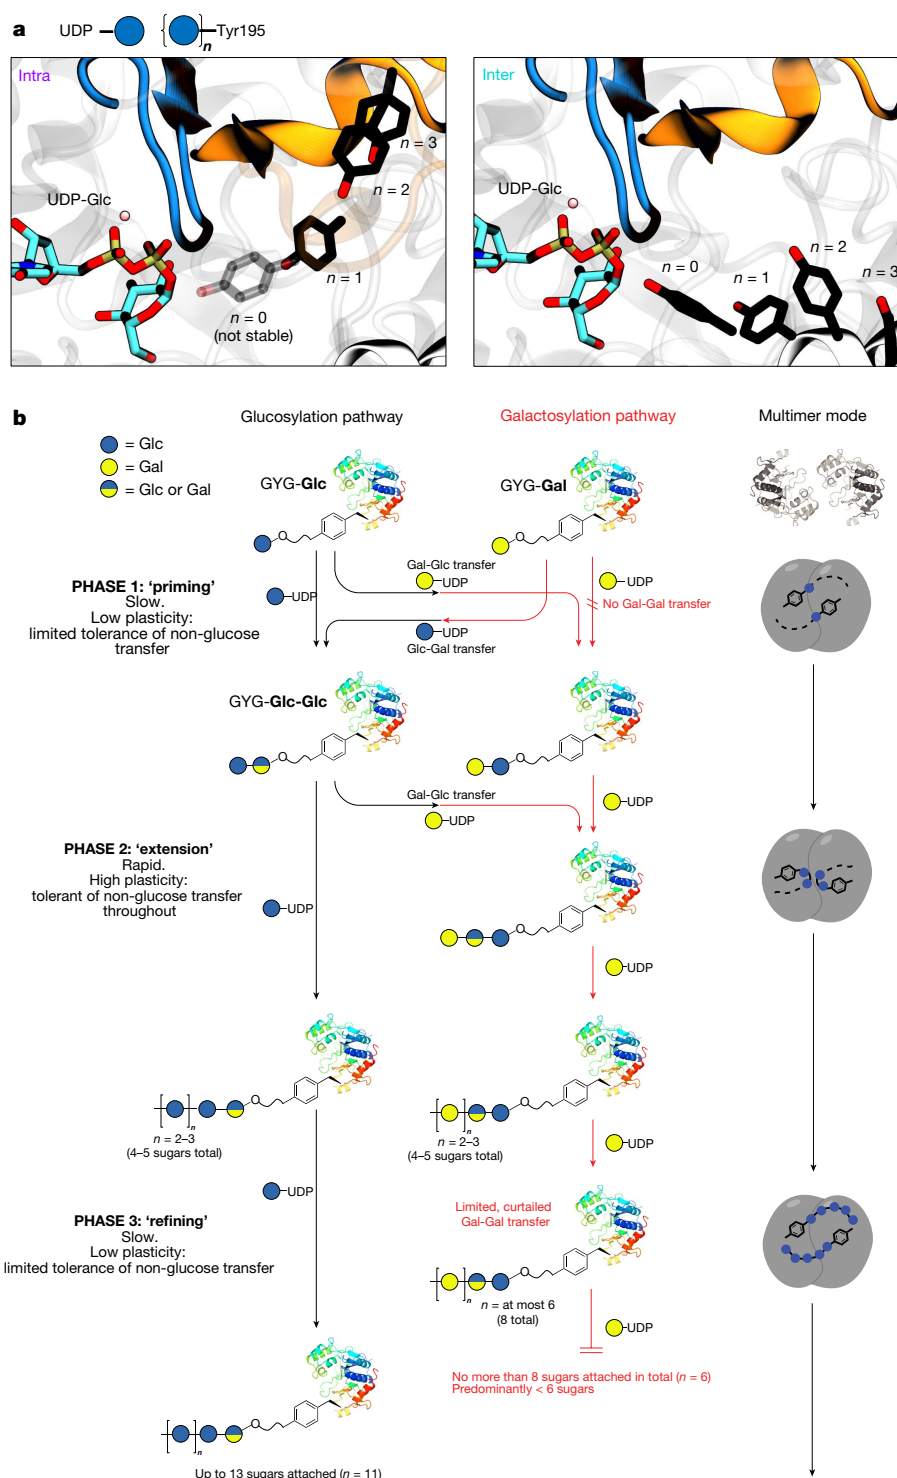 a
UDP
n
Tyr195
Intra
UDP-Glc
n = 3
n = 2
n = 1
n = 0
(not stable)
Inter
UDP-Glc
n = 0
n = 1
n = 2
n = 3
b
Glucosylation pathway
Galactosylation pathway
Multimer mode
= Glc
= Gal
= Glc or Gal
GYG-Glc
O
GYG-Gal
O
PHASE 1: ‘priming’
Slow.
Low plasticity:
limited tolerance of non-glucose
transfer
UDP
Gal-Glc transfer
UDP
UDP
No Gal-Gal transfer
UDP
Glc-Gal transfer
GYG-Glc-Glc
O
O
Gal-Glc transfer
UDP
UDP
PHASE 2: ‘extension’
Rapid.
High plasticity:
tolerant of non-glucose transfer
throughout
UDP
O
UDP
O
n
n = 2–3
(4–5 sugars total)
O
n
n = 2–3
(4–5 sugars total)
UDP
UDP
PHASE 3: ‘refining’
Slow.
Low plasticity:
limited tolerance of non-glucose transfer
Limited, curtailed
Gal-Gal transfer
O
n
n = at most 6
(8 total)
UDP
No more than 8 sugars attached in total (n = 6)
Predominantly < 6 sugars
O
n
Up to 13 sugars attached (n = 11)